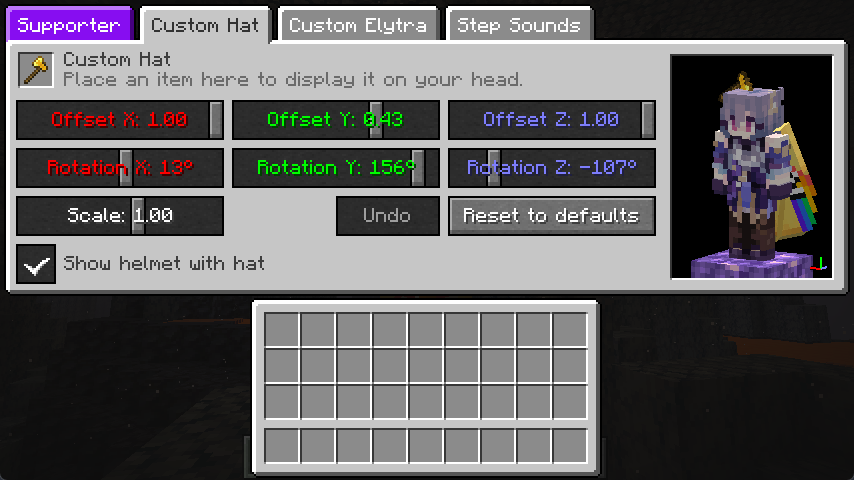 Supporter
Custom Hat
Custom Elytra
Step Sounds
Custom Hat
Place an item here to display it on your head.
Offset X: 1.00
Offset Y: 0.43
Offset Z: 1.00
Rotation X: 13°
Rotation Y: 156°
Rotation Z: -107°
Scale: 1.00
Undo
Reset to defaults
Show helmet with hat